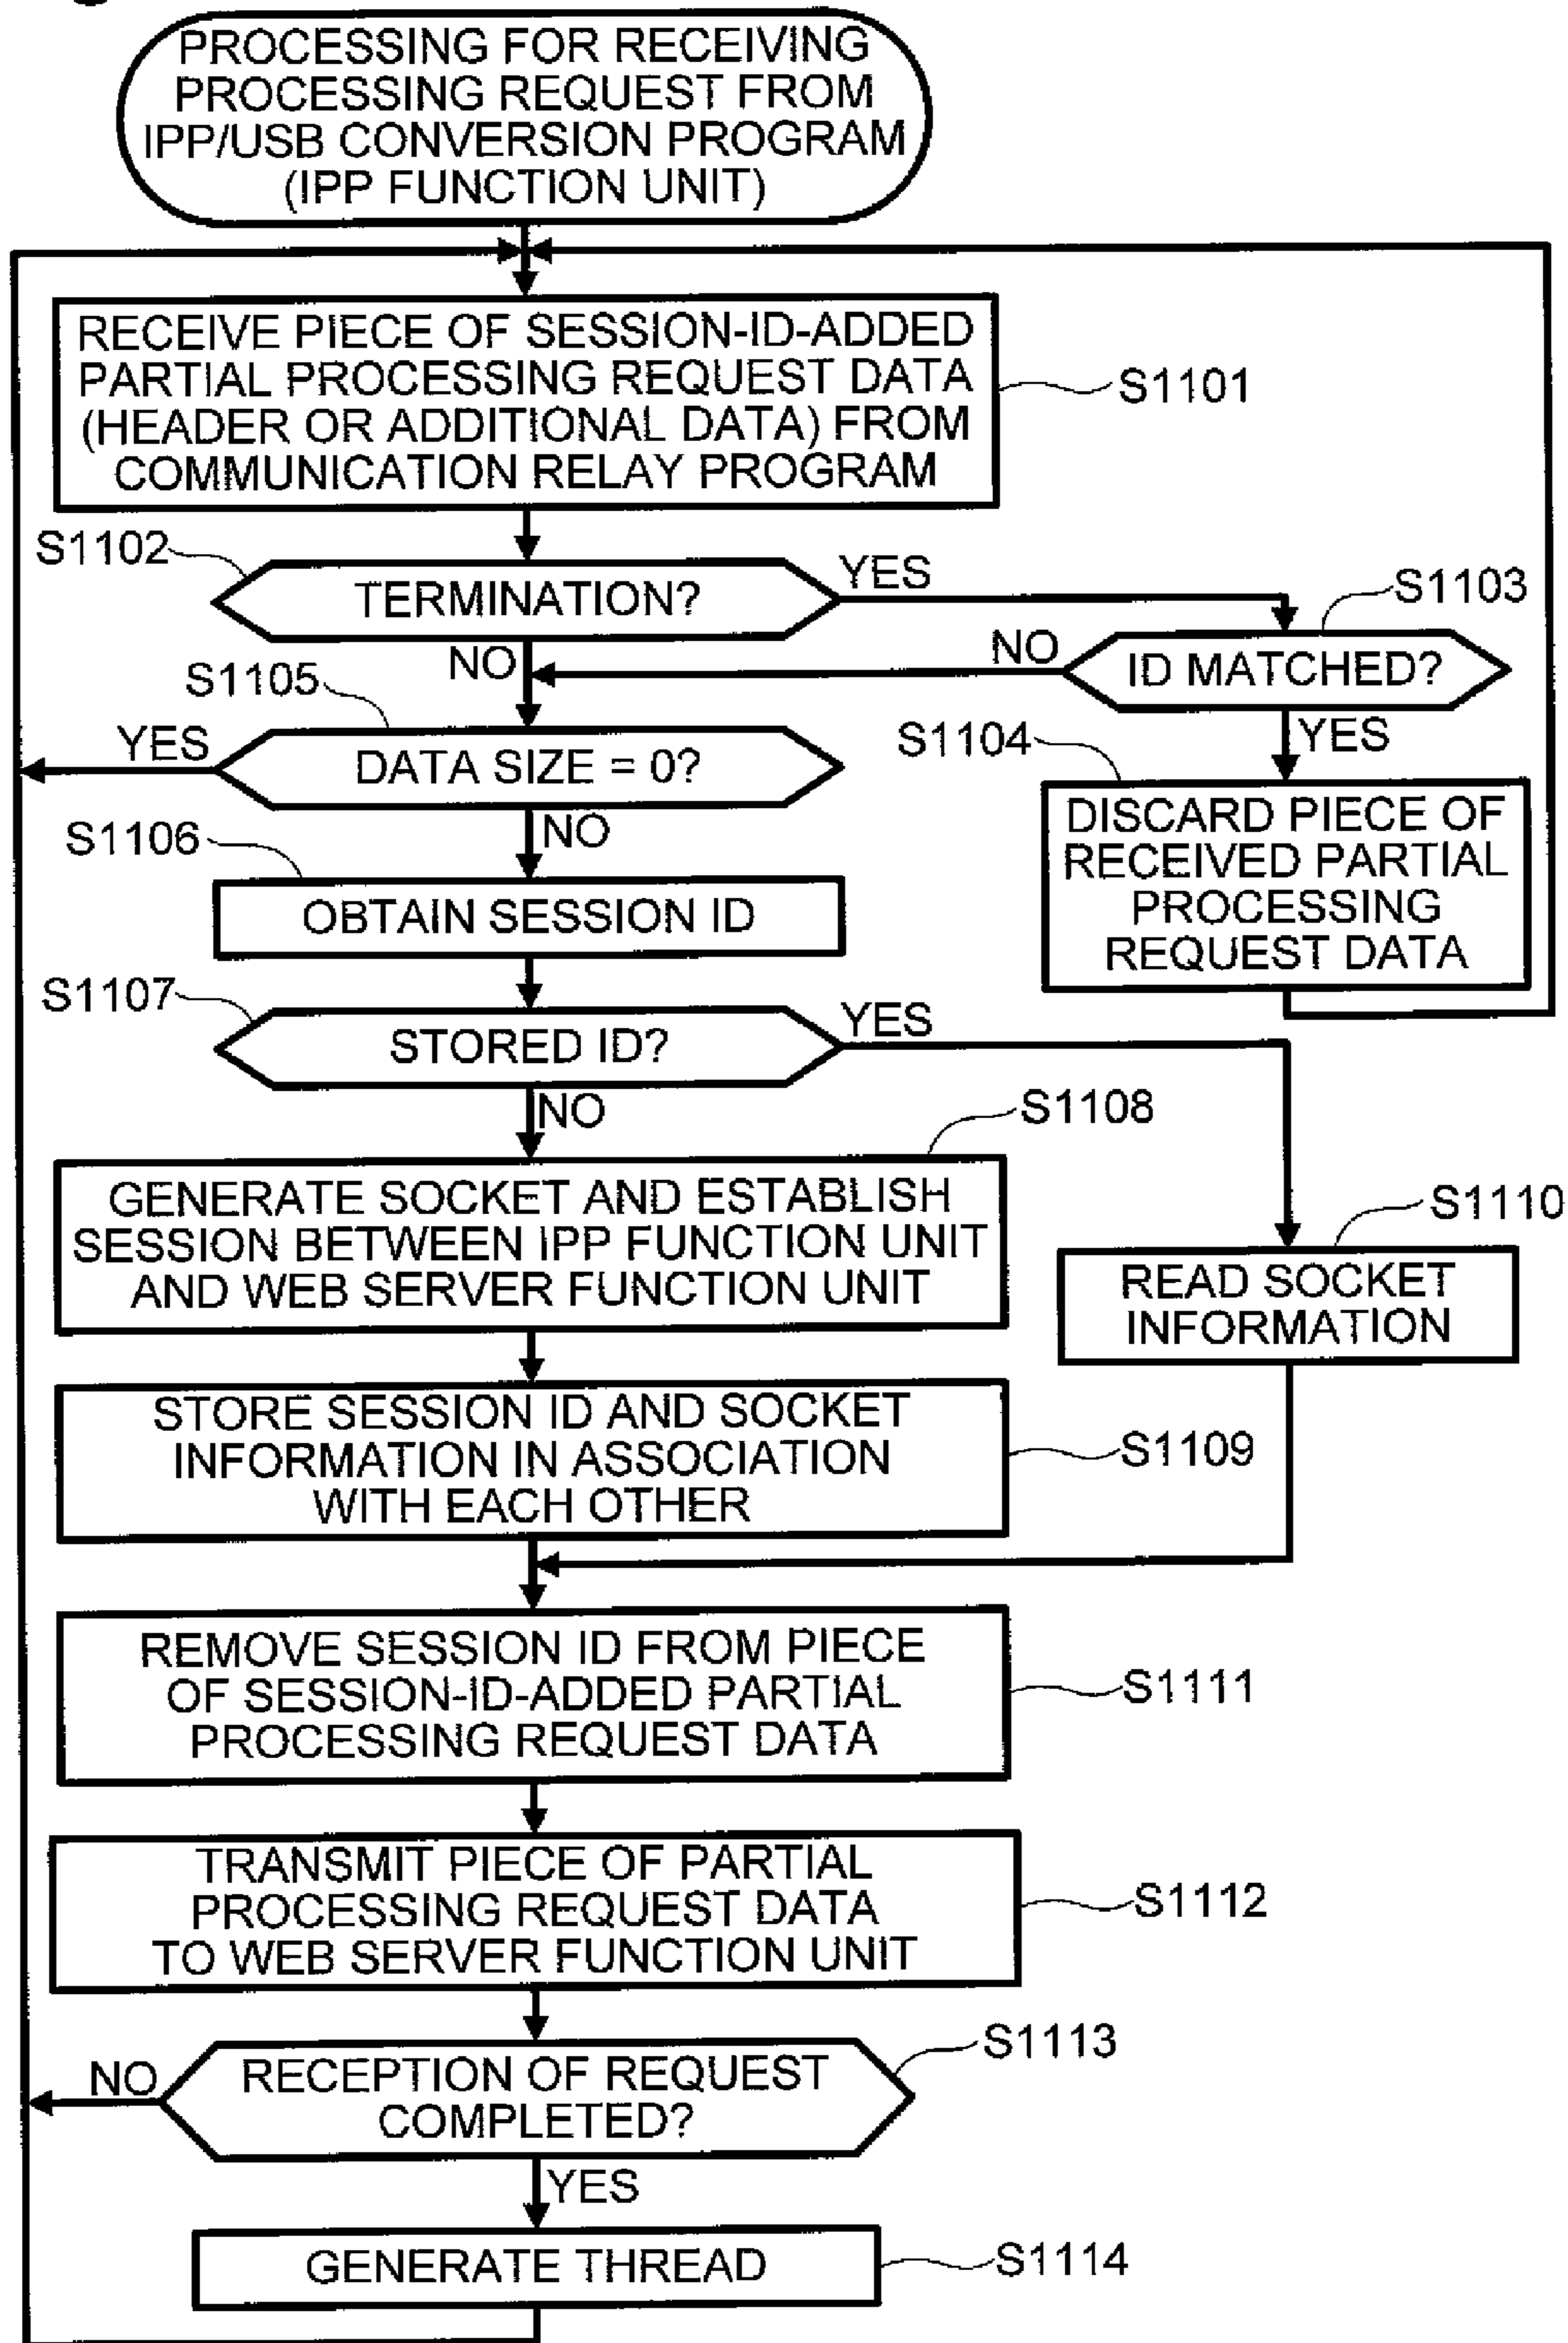 PROCESSING FOR RECEIVING
PROCESSING REQUEST FROM
IPP/USB CONVERSION PROGRAM
(IPP FUNCTION UNIT)
RECEIVE PIECE OF SESSION-ID-ADDED
PARTIAL PROCESSING REQUEST DATA
(HEADER OR ADDITIONAL DATA) FROM
COMMUNICATION RELAY PROGRAM
S1101
S1102
TERMINATION?
YES
NO
S1103
ID MATCHED?
NO
YES
S1104
DISCARD PIECE OF
RECEIVED PARTIAL
PROCESSING
REQUEST DATA
S1105
YES
DATA SIZE = 0?
NO
S1106
OBTAIN SESSION ID
S1107
STORED ID?
YES
NO
S1108
GENERATE SOCKET AND ESTABLISH
SESSION BETWEEN IPP FUNCTION UNIT
AND WEB SERVER FUNCTION UNIT
S1110
READ SOCKET
INFORMATION
STORE SESSION ID AND SOCKET
INFORMATION IN ASSOCIATION
WITH EACH OTHER
S1109
REMOVE SESSION ID FROM PIECE
OF SESSION-ID-ADDED PARTIAL
PROCESSING REQUEST DATA
S1111
TRANSMIT PIECE OF PARTIAL
PROCESSING REQUEST DATA
TO WEB SERVER FUNCTION UNIT
S1112
S1113
NO
RECEPTION OF REQUEST
COMPLETED?
YES
GENERATE THREAD
S1114